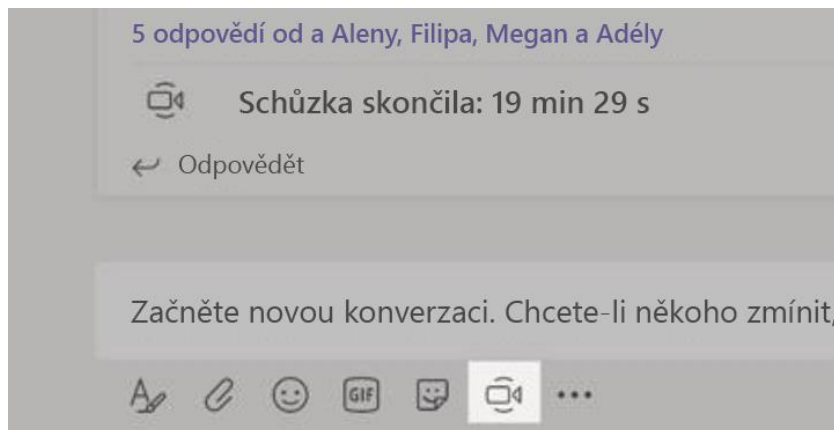 5 odpovědí od a Aleny, Filipa, Megan a Adély
Schůzka skončila: 19 min 29 s
Odpovědět
Začněte novou konverzaci. Chcete-li někoho zmínit,
GIF